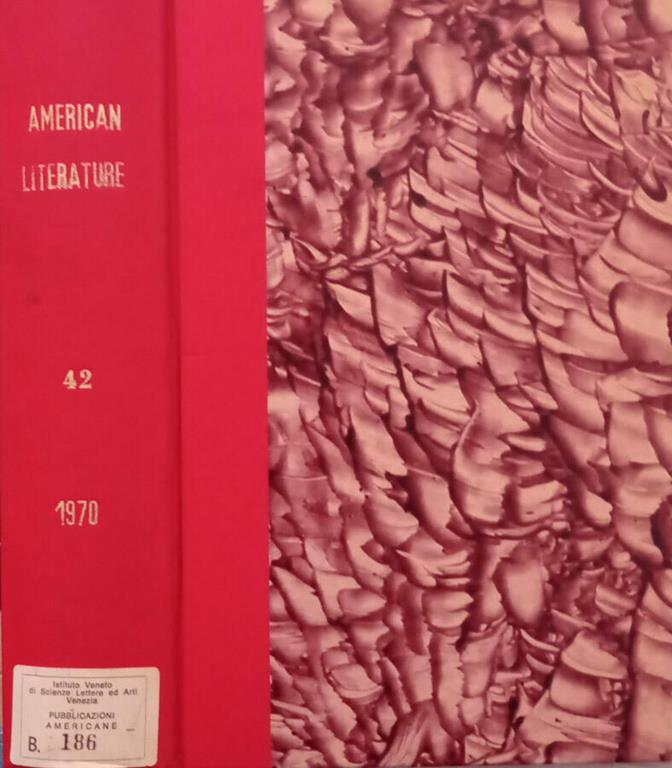 AMERICAN
LITERATURE
42
1970
Istituto Veneto
di Scienze Lettere ed Arti
Venezia
PUBBLICAZIONI
AMERICANE
B. 186